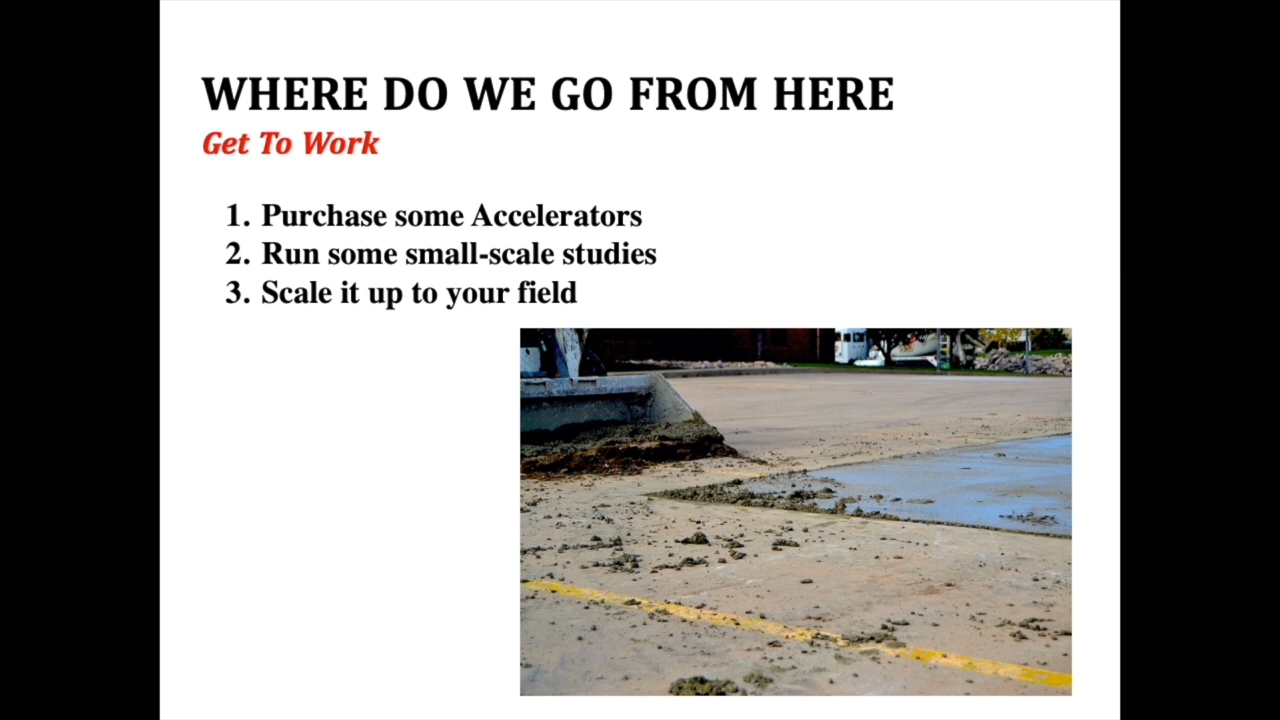 WHERE DO WE GO FROM HERE
Get To Work
1. Purchase some Accelerators
2. Run some small-scale studies
3. Scale it up to your field